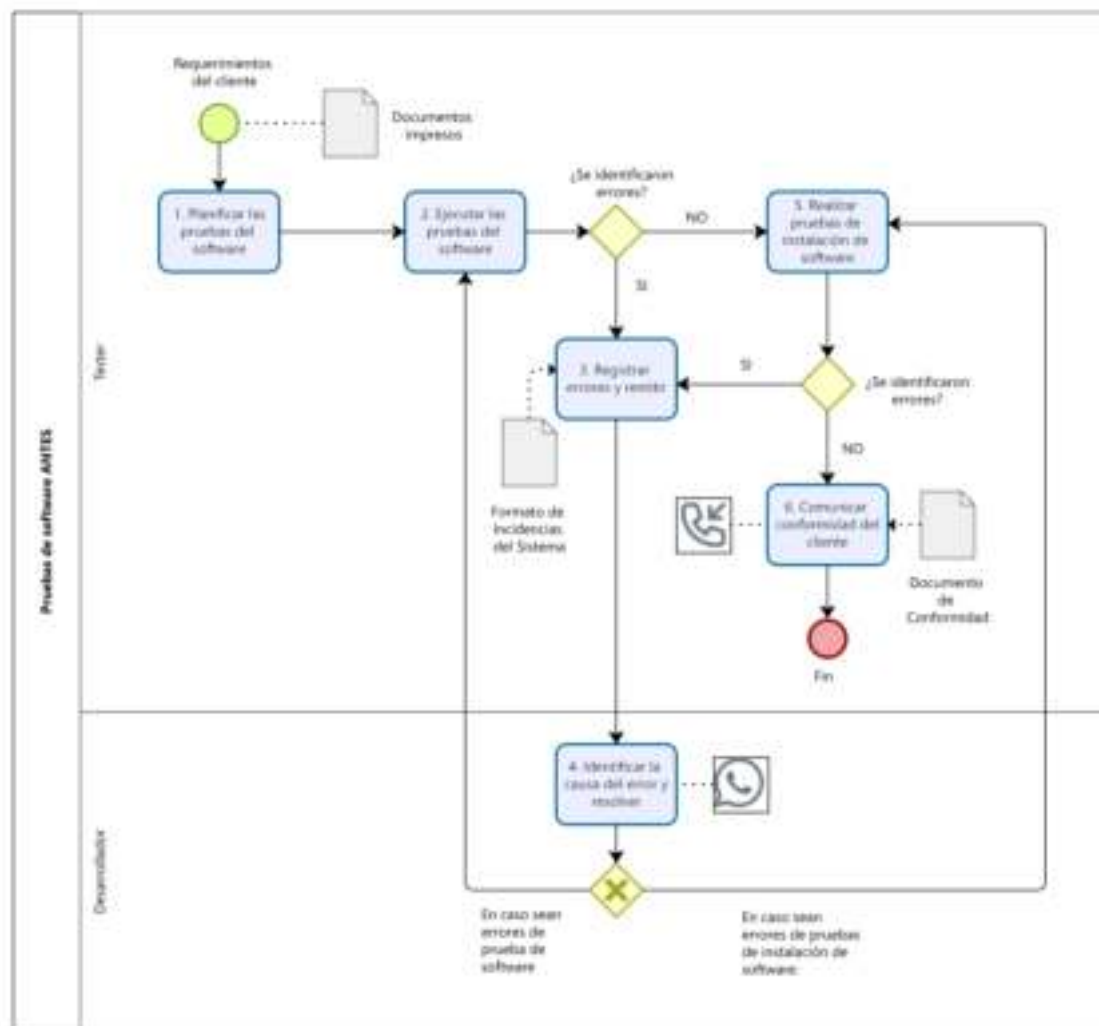 Pruebas de software ANTES
Tester
Desarrollador
Requerimientos
del cliente
Documentos
impresos
1. Planificar las
pruebas del
software
2. Ejecutar las
pruebas del
software
¿Se identificaron
errores?
NO
SI
5. Realizar
pruebas de
instalación de
software
3. Registrar
errores y remito
SI
¿Se identificaron
errores?
NO
Formato de
Incidencias
del Sistema
6. Comunicar
conformidad del
cliente
Documento
de
Conformidad
Fin
4. Identificar la
causa del error y
resolver
En caso sean
errores de
prueba de
software
En caso sean
errores de pruebas
de instalación de
software.